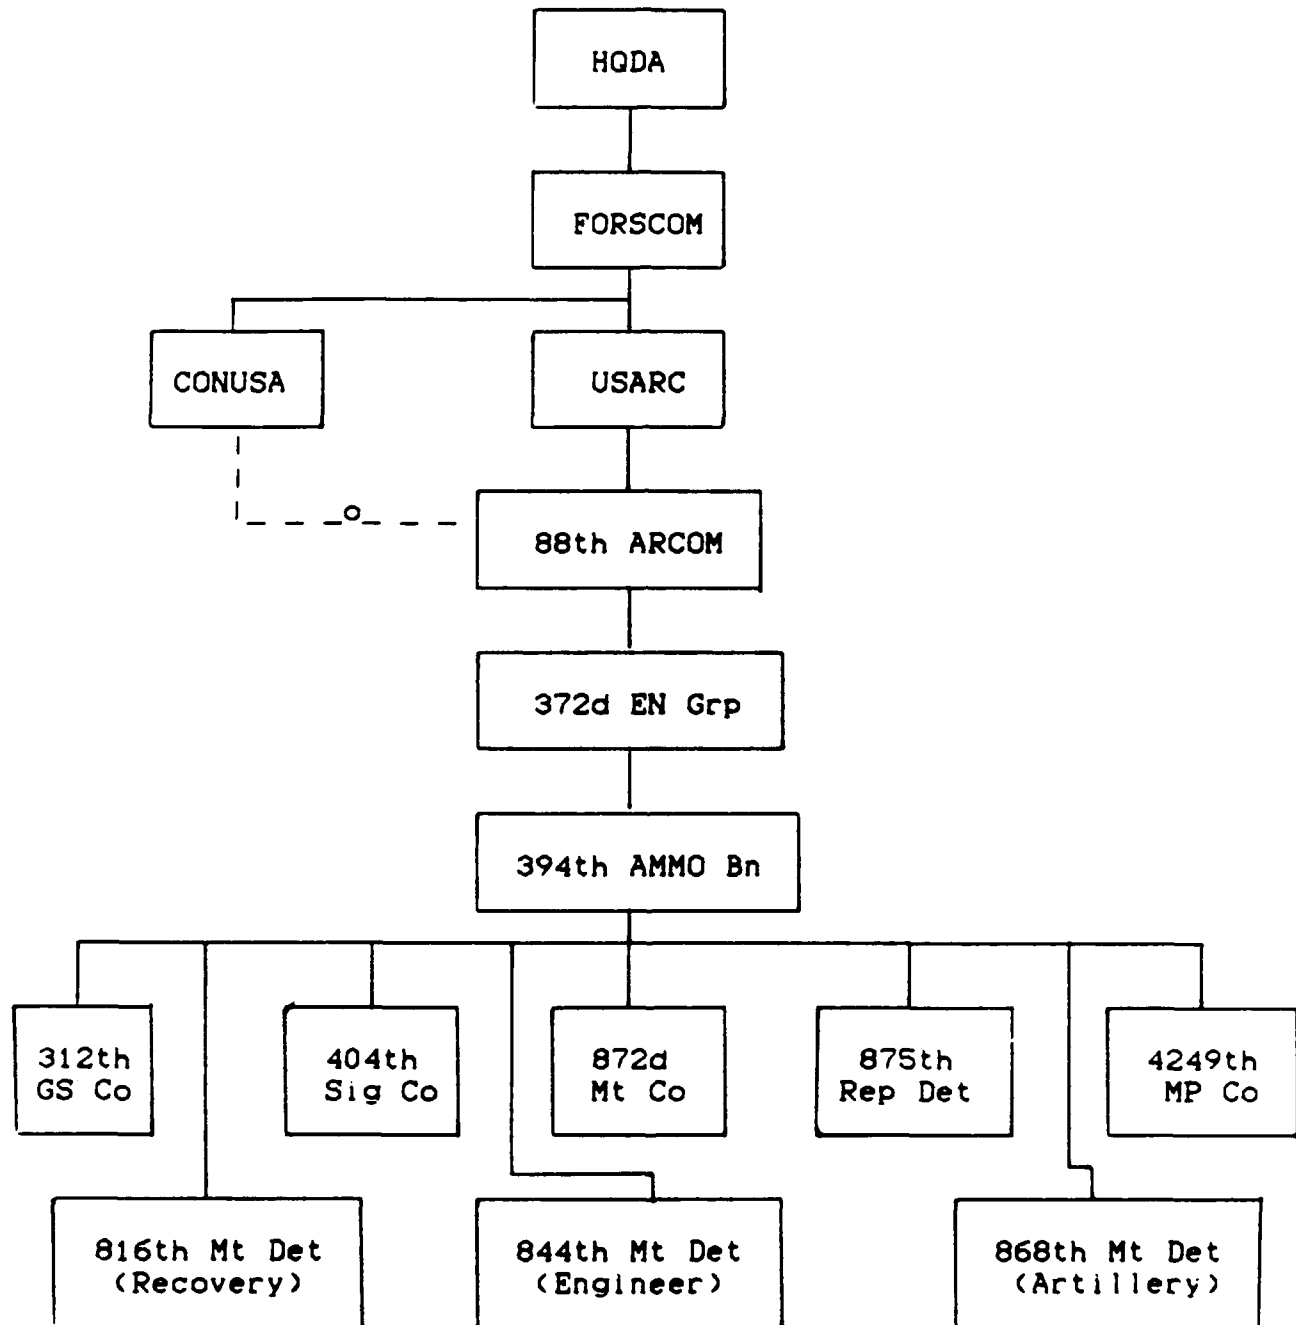 HQDA
FORSCOM
CONUSA
USARC
o
88th ARCOM
372d EN Grp
394th AMMO Bn
312th
GS Co
404th
Sig Co
872d
Mt Co
875th
Rep Det
4249th
MP Co
816th Mt Det
(Recovery)
844th Mt Det
(Engineer)
868th Mt Det
(Artillery)